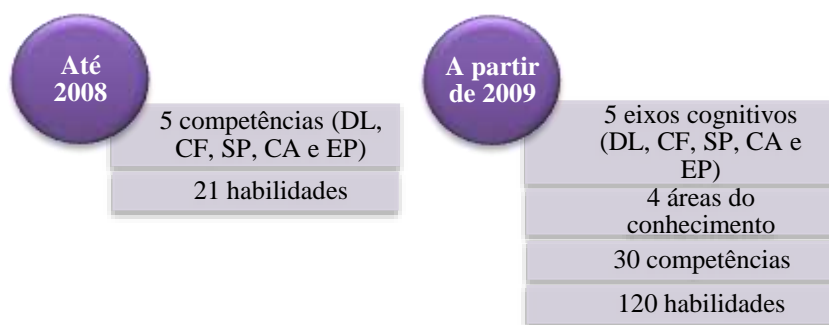 Até
2008
5 competências (DL,
CF, SP, CA e EP)
21 habilidades
A partir
de 2009
5 eixos cognitivos
(DL, CF, SP, CA e
EP)
4 áreas do
conhecimento
30 competências
120 habilidades